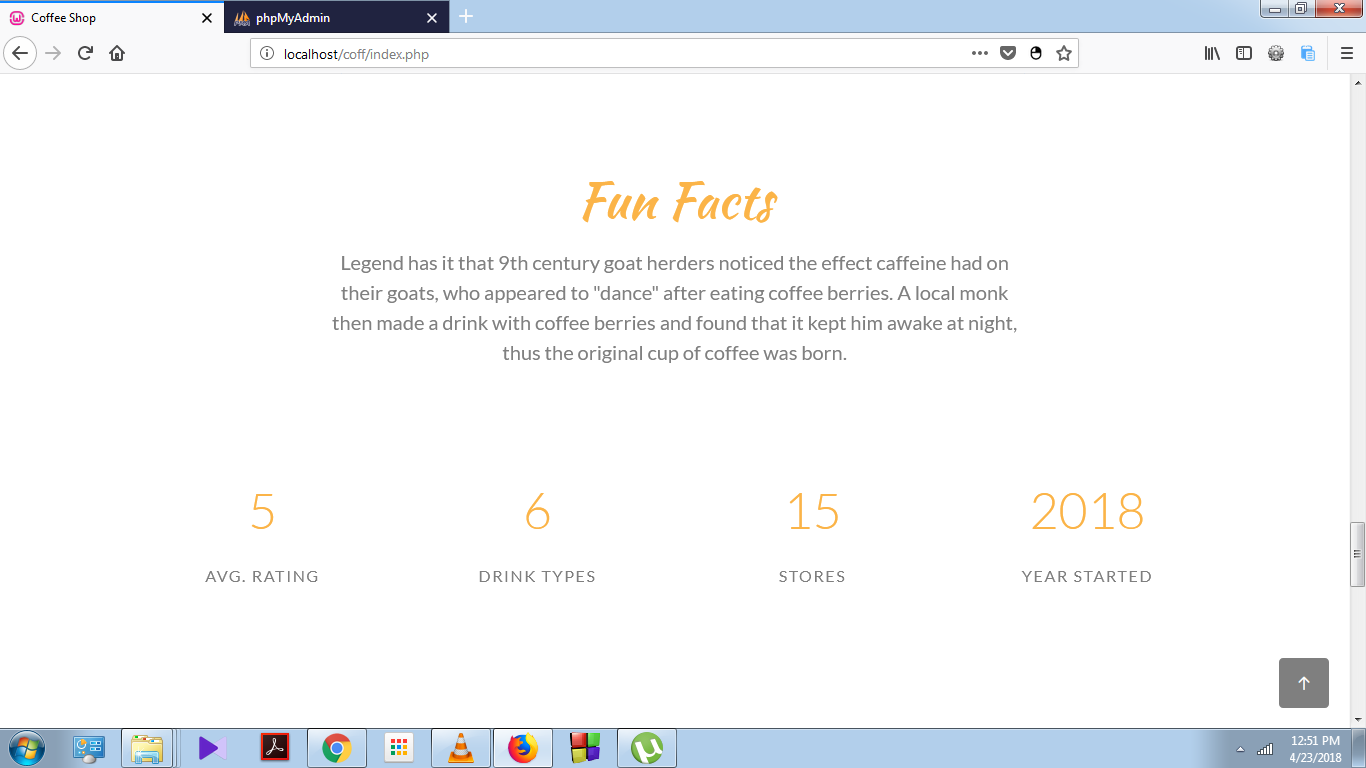 Coffee Shop
phpMyAdmin
localhost/coff/index.php
Fun Facts
Legend has it that 9th century goat herders noticed the effect caffeine had on
their goats, who appeared to "dance" after eating coffee berries. A local monk
then made a drink with coffee berries and found that it kept him awake at night,
thus the original cup of coffee was born.
5
6
15
2018
AVG. RATING
DRINK TYPES
STORES
YEAR STARTED
12:51 PM
4/23/2018